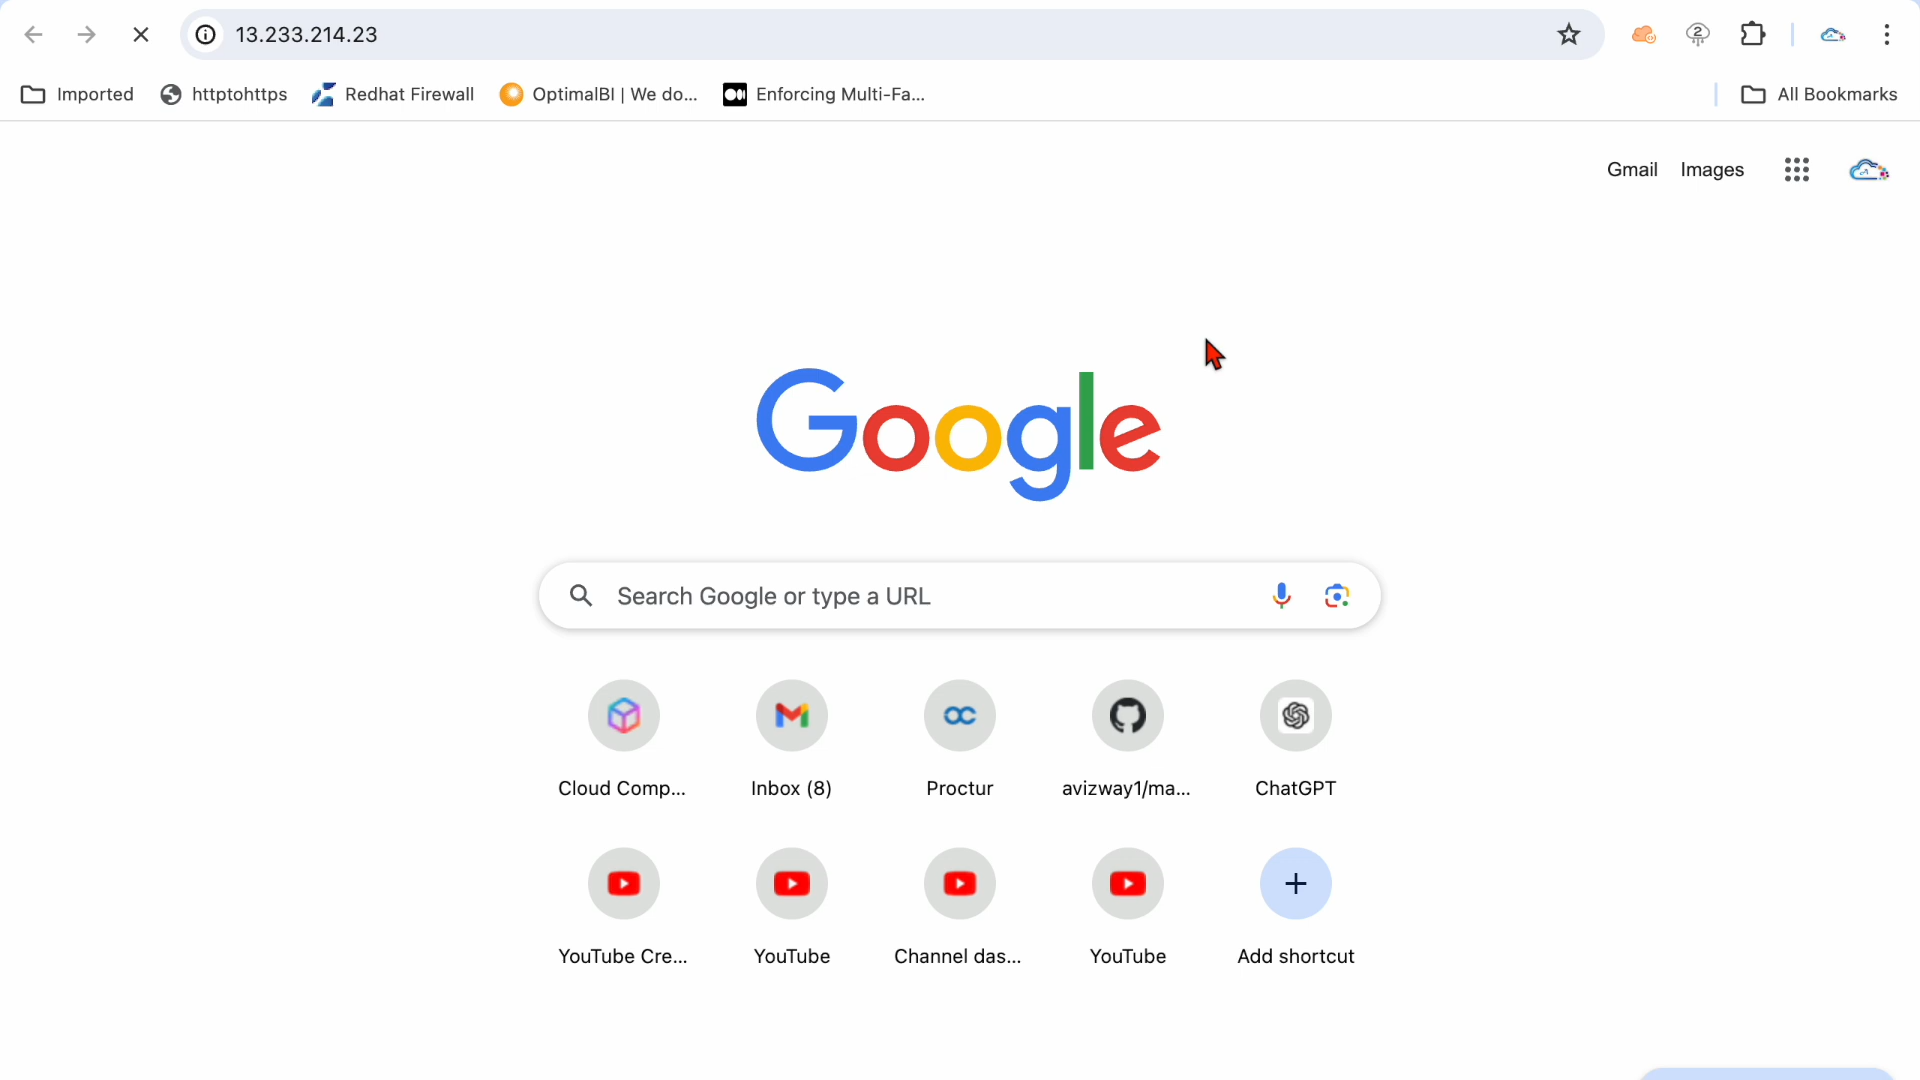 13.233.214.23
2
Imported
httptohttps
Redhat Firewall
OptimalBI | We do...
Enforcing Multi-Fa...
All Bookmarks
Gmail
Images
Google
Search Google or type a URL
Cloud Comp...
Inbox (8)
Proctur
avizway1/ma...
ChatGPT
YouTube Cre...
YouTube
Channel das...
YouTube
Add shortcut